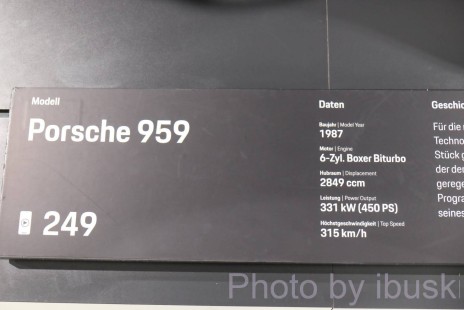 Modell
Porsche 959
249
Daten
Baujahr | Model Year
1987
Motor | Engine
6-Zyl. Boxer Biturbo
Hubraum | Displacement
2849 ccm
Leistung | Power Output
331 kW (450 PS)
Höchstgeschwindigkeit | Top Speed
315 km/h
Geschic
Für die
Techno
Stück g
der de
gerege
Progra
seines
Photo by ibusk